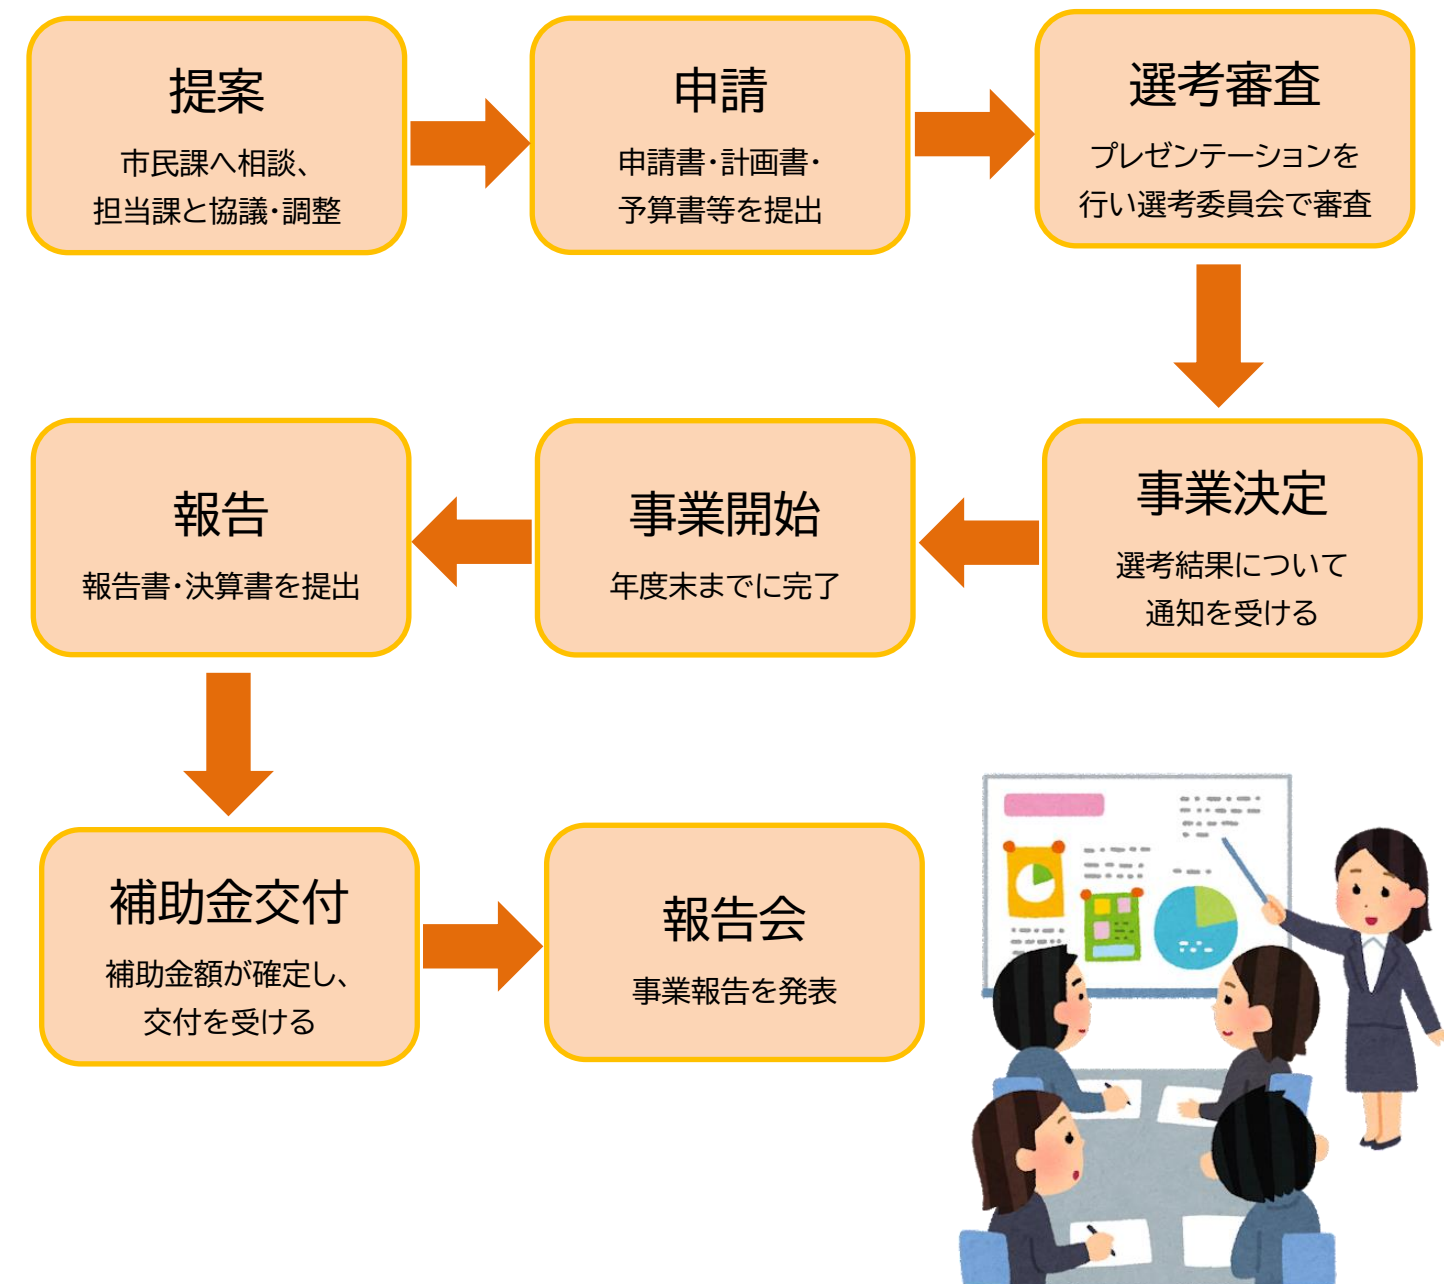 提案
市民課へ相談、
担当課と協議・調整
申請
申請書・計画書・
予算書等を提出
選考審査
プレゼンテーションを
行い選考委員会で審査
事業決定
選考結果について
通知を受ける
事業開始
年度末までに完了
報告
報告書・決算書を提出
補助金交付
補助金額が確定し、
交付を受ける
報告会
事業報告を発表